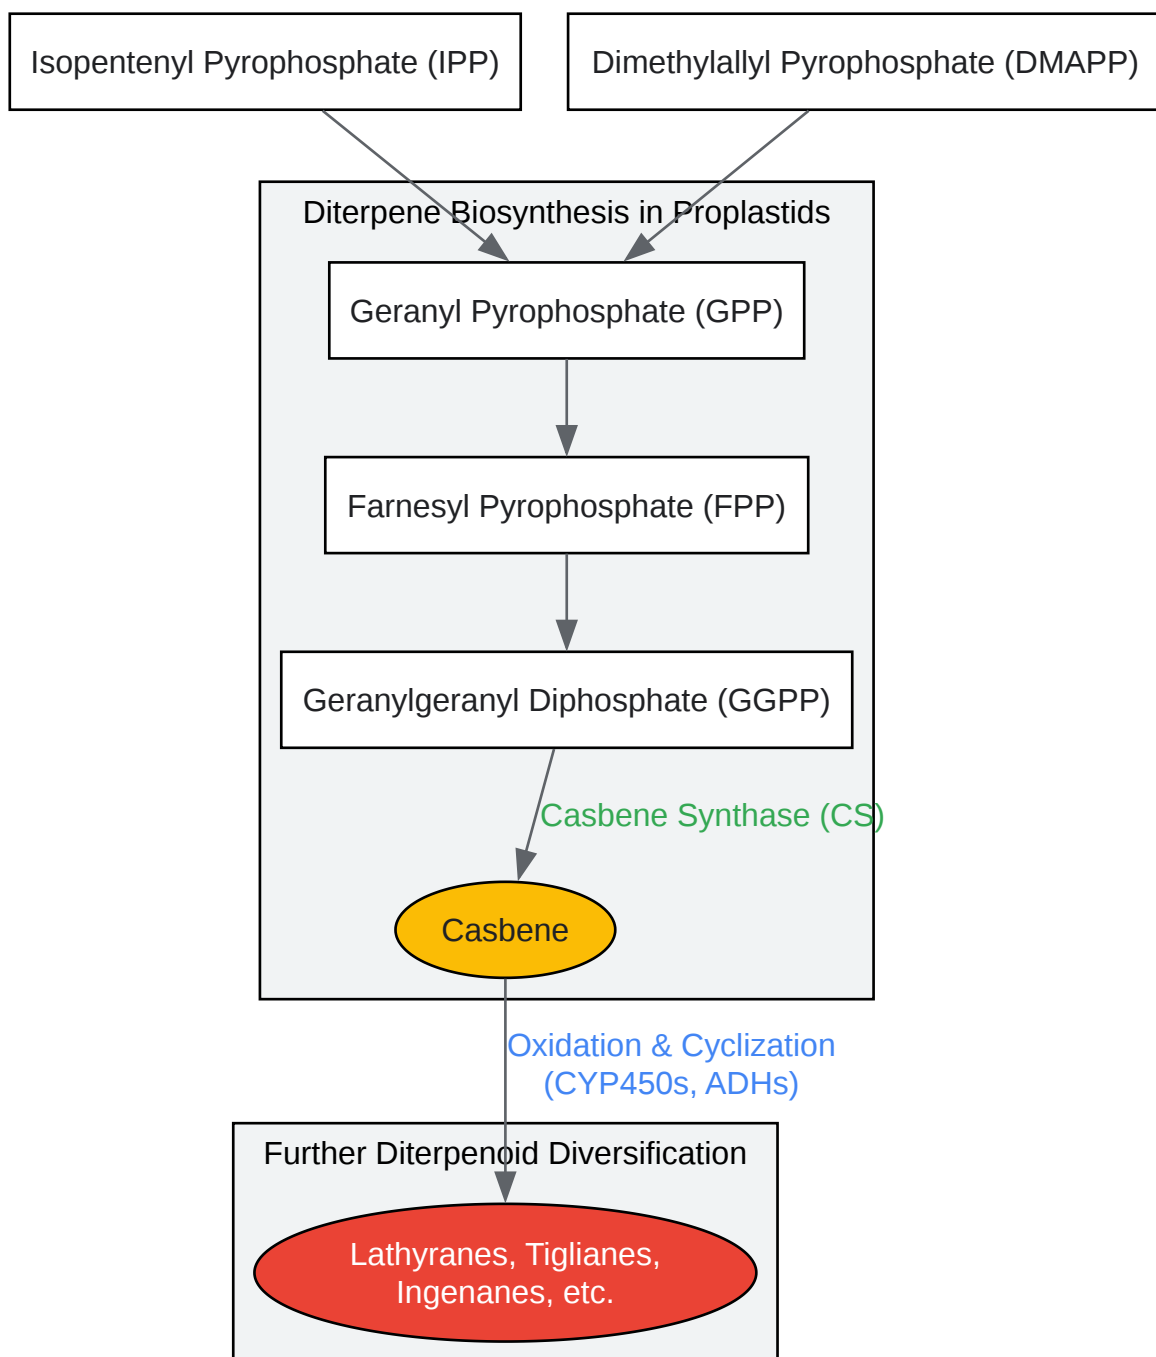 Isopentenyl Pyrophosphate (IPP)
Dimethylallyl Pyrophosphate (DMAPP)
Diterpene Biosynthesis in Proplastids
Geranyl Pyrophosphate (GPP)
Farnesyl Pyrophosphate (FPP)
Geranylgeranyl Diphosphate (GGPP)
Casbene Synthase (CS)
Casbene
Oxidation & Cyclization
(CYP450s, ADHs)
Further Diterpenoid Diversification
Lathyranes, Tiglianes,
Ingenanes, etc.